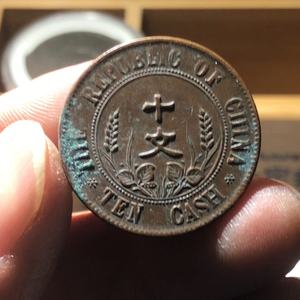 THE REPUBLIC OF CHINA
十
文
* TEN CASH *